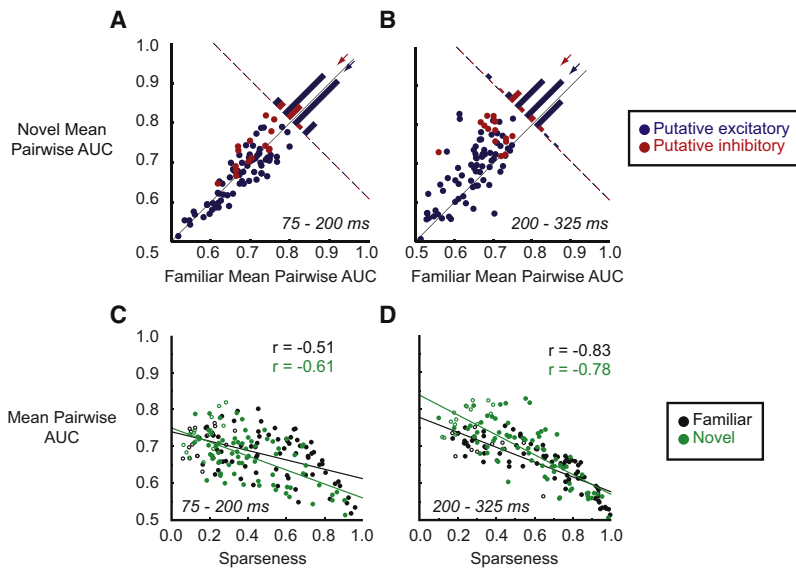 A
B
1.0
0.9
0.8
0.7
0.6
0.5
Novel Mean
Pairwise AUC
75 - 200 ms
200 - 325 ms
0.6 0.7 0.8 0.9 1.0
0.5 0.6 0.7 0.8 0.9 1.0
Familiar Mean Pairwise AUC
Familiar Mean Pairwise AUC
Putative excitatory
Putative inhibitory
C
D
1.0
0.9
0.8
0.7
0.6
0.5
Mean Pairwise
AUC
r = -0.51
r = -0.61
r = -0.83
r = -0.78
75 - 200 ms
200 - 325 ms
0.0 0.2 0.4 0.6 0.8 1.0
0.0 0.2 0.4 0.6 0.8 1.0
Sparseness
Sparseness
Familiar
Novel